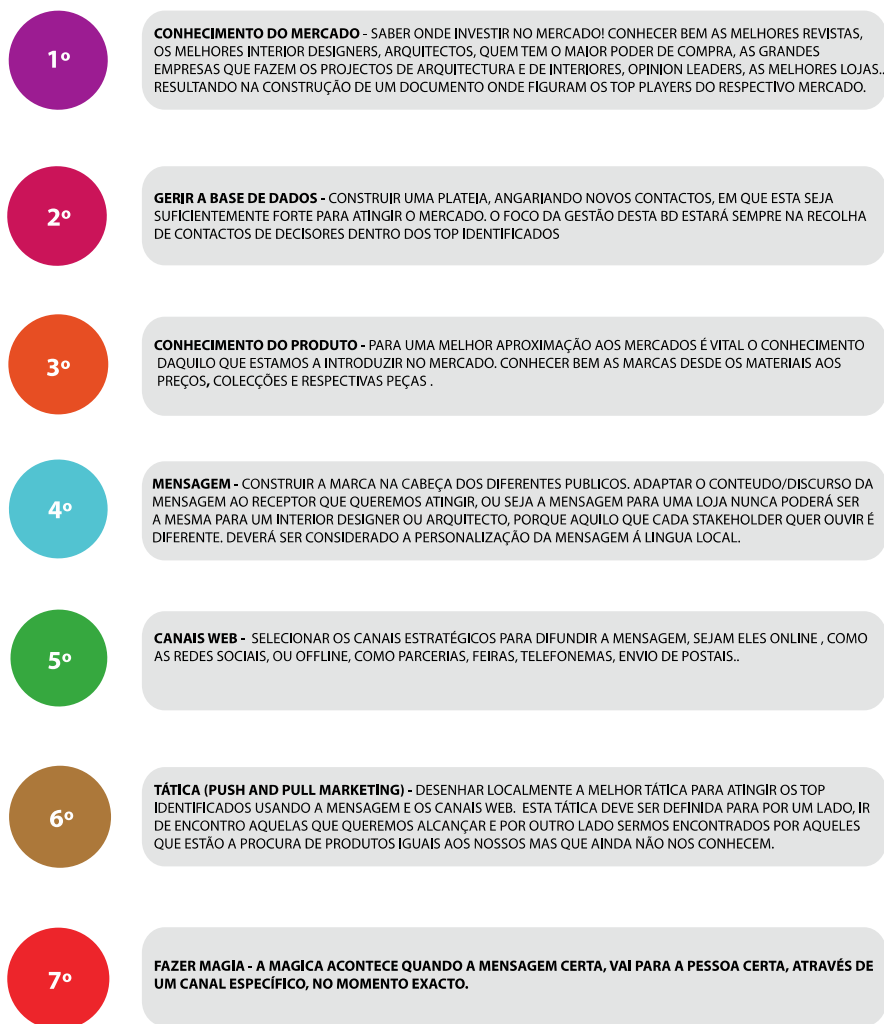 1º
CONHECIMENTO DO MERCADO - SABER ONDE INVESTIR NO MERCADO! CONHECER BEM AS MELHORES REVISTAS,
OS MELHORES INTERIOR DESIGNERS, ARQUITECTOS, QUEM TEM O MAIOR PODER DE COMPRA, AS GRANDES
EMPRESAS QUE FAZEM OS PROJECTOS DE ARQUITECTURA E DE INTERIORES, OPINION LEADERS, AS MELHORES LOJAS..
RESULTANDO NA CONSTRUÇÃO DE UM DOCUMENTO ONDE FIGURAM OS TOP PLAYERS DO RESPECTIVO MERCADO.
2º
GERIR A BASE DE DADOS - CONSTRUIR UMA PLATEIA, ANGARIANDO NOVOS CONTACTOS, EM QUE ESTA SEJA
SUFICIENTEMENTE FORTE PARA ATINGIR O MERCADO. O FOCO DA GESTÃO DESTA BD ESTARÁ SEMPRE NA RECOLHA
DE CONTACTOS DE DECISORES DENTRO DOS TOP IDENTIFICADOS
3º
CONHECIMENTO DO PRODUTO - PARA UMA MELHOR APROXIMAÇÃO AOS MERCADOS É VITAL O CONHECIMENTO
DAQUILO QUE ESTAMOS A INTRODUZIR NO MERCADO. CONHECER BEM AS MARCAS DESDE OS MATERIAIS AOS
PREÇOS, COLECÇÕES E RESPECTIVAS PEÇAS .
4º
MENSAGEM - CONSTRUIR A MARCA NA CABEÇA DOS DIFERENTES PUBLICOS. ADAPTAR O CONTEUDO/DISCURSO DA
MENSAGEM AO RECEPTOR QUE QUEREMOS ATINGIR, OU SEJA A MENSAGEM PARA UMA LOJA NUNCA PODERÁ SER
A MESMA PARA UM INTERIOR DESIGNER OU ARQUITECTO, PORQUE AQUILO QUE CADA STAKEHOLDER QUER OUVIR É
DIFERENTE. DEVERÁ SER CONSIDERADO A PERSONALIZAÇÃO DA MENSAGEM Á LINGUA LOCAL.
5º
CANAIS WEB - SELECIONAR OS CANAIS ESTRATÉGICOS PARA DIFUNDIR A MENSAGEM, SEJAM ELES ONLINE , COMO
AS REDES SOCIAIS, OU OFFLINE, COMO PARCERIAS, FEIRAS, TELEFONEMAS, ENVIO DE POSTAIS..
6º
TÁTICA (PUSH AND PULL MARKETING) - DESENHAR LOCALMENTE A MELHOR TÁTICA PARA ATINGIR OS TOP
IDENTIFICADOS USANDO A MENSAGEM E OS CANAIS WEB. ESTA TÁTICA DEVE SER DEFINIDA PARA POR UM LADO, IR
DE ENCONTRO AQUELAS QUE QUEREMOS ALCANÇAR E POR OUTRO LADO SERMOS ENCONTRADOS POR AQUELES
QUE ESTÃO A PROCURA DE PRODUTOS IGUAIS AOS NOSSOS MAS QUE AINDA NÃO NOS CONHECEM.
7º
FAZER MAGIA - A MAGICA ACONTECE QUANDO A MENSAGEM CERTA, VAI PARA A PESSOA CERTA, ATRAVÉS DE
UM CANAL ESPECÍFICO, NO MOMENTO EXACTO.